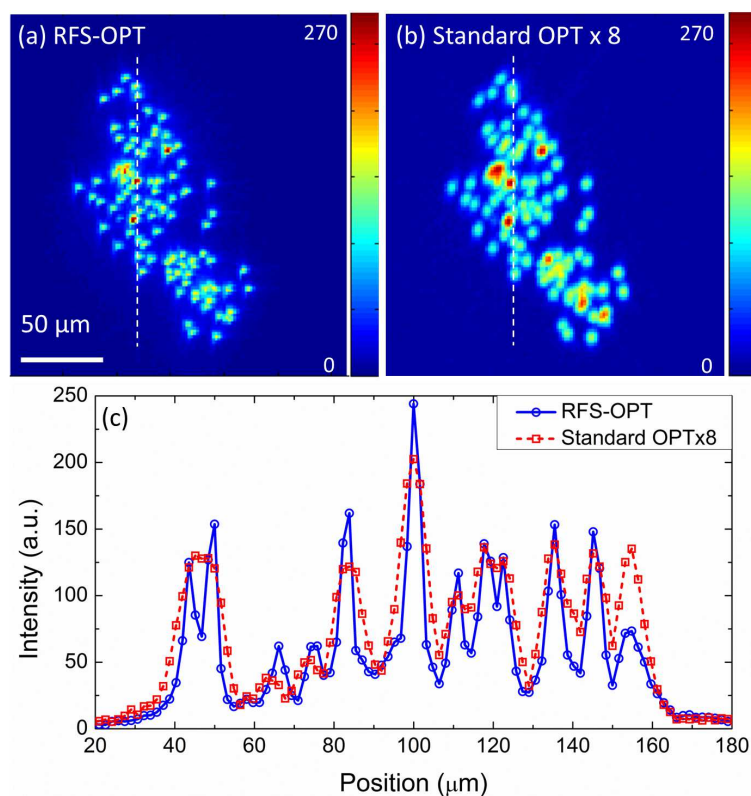 (a) RFS-OPT
270
(b) Standard OPT x 8
270
50 μm
0
0
(c)
RFS-OPT
Standard OPTx8
250
200
150
100
50
0
Intensity (a.u.)
20 40 60 80 100 120 140 160 180
Position (μm)